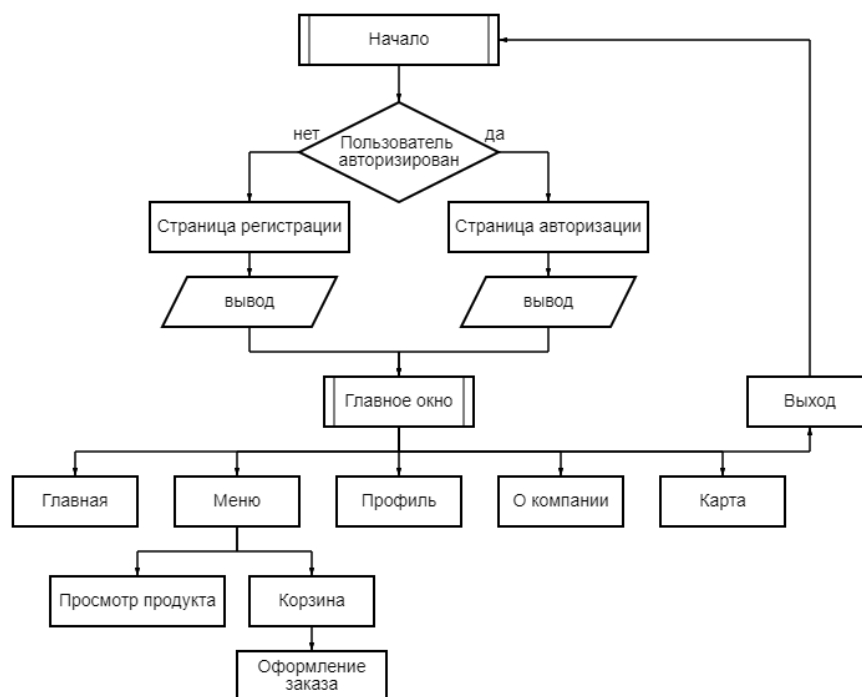 Начало
нет
да
Пользователь
авторизирован
Страница регистрации
Страница авторизации
вывод
вывод
Главное окно
Выход
Главная
Меню
Профиль
О компании
Карта
Просмотр продукта
Корзина
Оформление
заказа